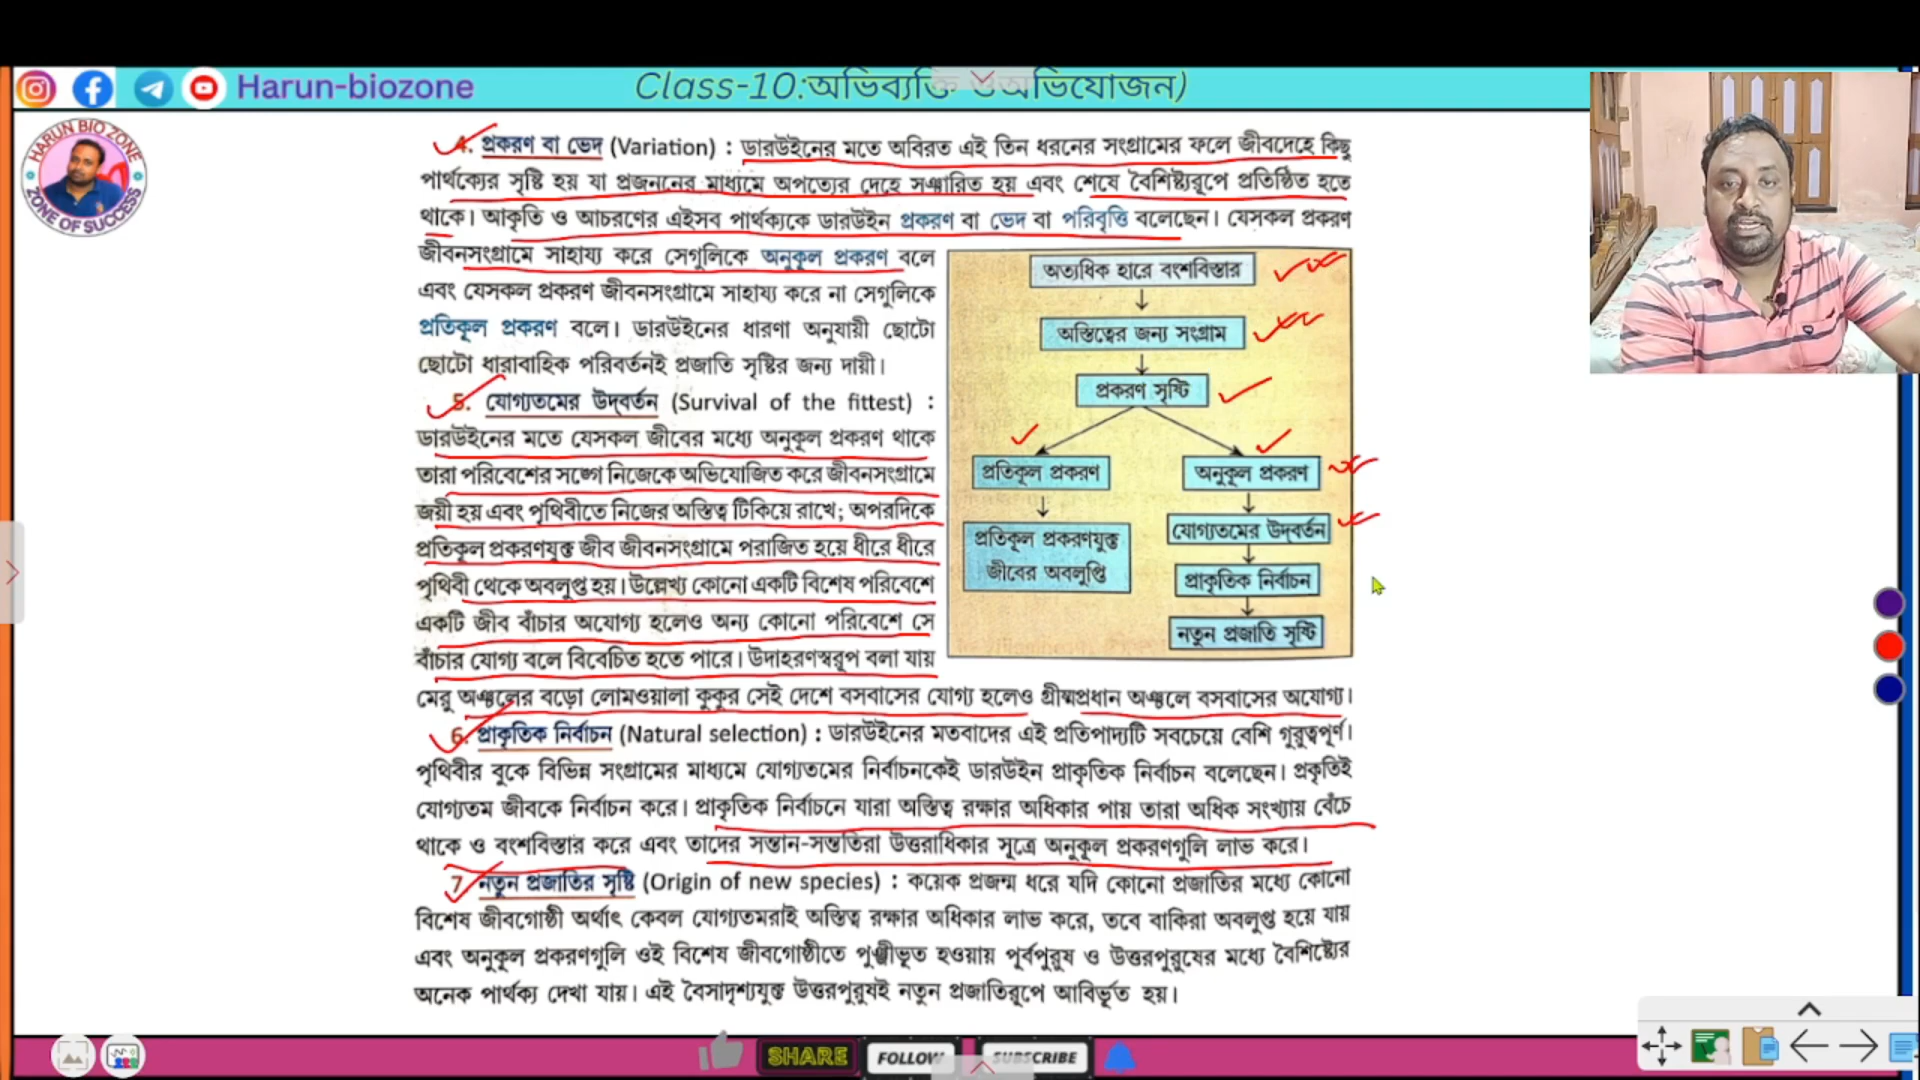 Harun-biozone
Class-10:অভিব্যক্তি ও অভিযোজন)
HARUN BIO ZONE
ZONE OF SUCCESS
4. প্রকরণ বা ভেদ (Variation) : ডারউইনের মতে অবিরত এই তিন ধরনের সংগ্রামের ফলে জীবদেহে কিছু
পার্থক্যের সৃষ্টি হয় যা প্রজননের মাধ্যমে অপত্যের দেহে সঞ্চারিত হয় এবং শেষে বৈশিষ্ট্যরূপে প্রতিষ্ঠিত হতে
থাকে। আকৃতি ও আচরণের এইসব পার্থক্যকে ডারউইন প্রকরণ বা ভেদ বা পরিবৃত্তি বলেছেন। যেসকল প্রকরণ
জীবনসংগ্রামে সাহায্য করে সেগুলিকে অনুকূল প্রকরণ বলে
এবং যেসকল প্রকরণ জীবনসংগ্রামে সাহায্য করে না সেগুলিকে
প্রতিকূল প্রকরণ বলে। ডারউইনের ধারণা অনুযায়ী ছোটো
ছোটো ধারাবাহিক পরিবর্তনই প্রজাতি সৃষ্টির জন্য দায়ী।
5. যোগ্যতমের উদ্‌বর্তন (Survival of the fittest) :
ডারউইনের মতে যেসকল জীবের মধ্যে অনুকূল প্রকরণ থাকে
তারা পরিবেশের সঙ্গে নিজেকে অভিযোজিত করে জীবনসংগ্রামে
জয়ী হয় এবং পৃথিবীতে নিজের অস্তিত্ব টিকিয়ে রাখে; অপরদিকে
প্রতিকূল প্রকরণযুক্ত জীব জীবনসংগ্রামে পরাজিত হয়ে ধীরে ধীরে
পৃথিবী থেকে অবলুপ্ত হয়। উল্লেখ্য কোনো একটি বিশেষ পরিবেশে
একটি জীব বাঁচার অযোগ্য হলেও অন্য কোনো পরিবেশে সে
বাঁচার যোগ্য বলে বিবেচিত হতে পারে। উদাহরণস্বরূপ বলা যায়
মেরু অঞ্চলের বড়ো লোমওয়ালা কুকুর সেই দেশে বসবাসের যোগ্য হলেও গ্রীষ্মপ্রধান অঞ্চলে বসবাসের অযোগ্য।
অত্যধিক হারে বংশবিস্তার
অস্তিত্বের জন্য সংগ্রাম
প্রকরণ সৃষ্টি
প্রতিকূল প্রকরণ
অনুকূল প্রকরণ
প্রতিকূল প্রকরণযুক্ত
জীবের অবলুপ্তি
যোগ্যতমের উদ্‌বর্তন
প্রাকৃতিক নির্বাচন
নতুন প্রজাতি সৃষ্টি
6. প্রাকৃতিক নির্বাচন (Natural selection) : ডারউইনের মতবাদের এই প্রতিপাদ্যটি সবচেয়ে বেশি গুরুত্বপূর্ণ।
পৃথিবীর বুকে বিভিন্ন সংগ্রামের মাধ্যমে যোগ্যতমের নির্বাচনকেই ডারউইন প্রাকৃতিক নির্বাচন বলেছেন। প্রকৃতিই
যোগ্যতম জীবকে নির্বাচন করে। প্রাকৃতিক নির্বাচনে যারা অস্তিত্ব রক্ষার অধিকার পায় তারা অধিক সংখ্যায় বেঁচে
থাকে ও বংশবিস্তার করে এবং তাদের সন্তান-সন্ততিরা উত্তরাধিকার সূত্রে অনুকূল প্রকরণগুলি লাভ করে।
7 নতুন প্রজাতির সৃষ্টি (Origin of new species) : কয়েক প্রজন্ম ধরে যদি কোনো প্রজাতির মধ্যে কোনো
বিশেষ জীবগোষ্ঠী অর্থাৎ কেবল যোগ্যতমরাই অস্তিত্ব রক্ষার অধিকার লাভ করে, তবে বাকিরা অবলুপ্ত হয়ে যায়
এবং অনুকূল প্রকরণগুলি ওই বিশেষ জীবগোষ্ঠীতে পুঞ্জীভূত হওয়ায় পূর্বপুরুষ ও উত্তরপুরুষের মধ্যে বৈশিষ্ট্যের
অনেক পার্থক্য দেখা যায়। এই বৈসাদৃশ্যযুক্ত উত্তরপুরুষই নতুন প্রজাতিরূপে আবির্ভূত হয়।
SHARE FOLLOW SUBSCRIBE